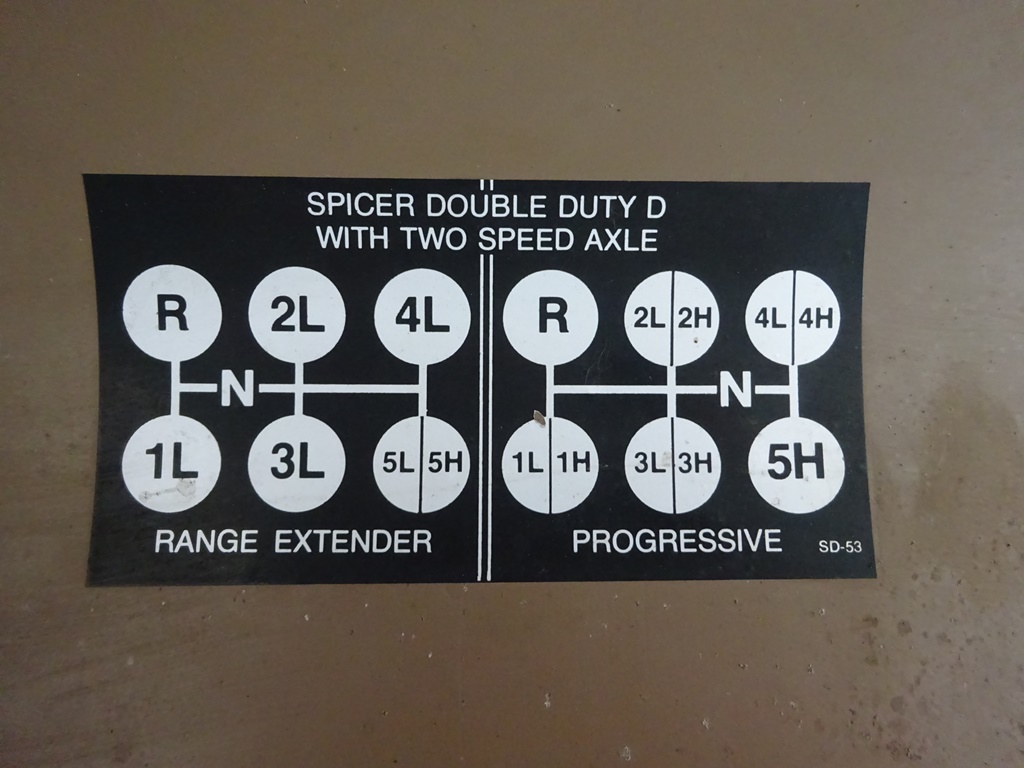 SPICER DOUBLE DUTY D
WITH TWO SPEED AXLE
R 2L 4L
N
1L 3L 5L 5H
RANGE EXTENDER
R 2L 2H 4L 4H
N
1L 1H 3L 3H 5H
PROGRESSIVE
SD-53